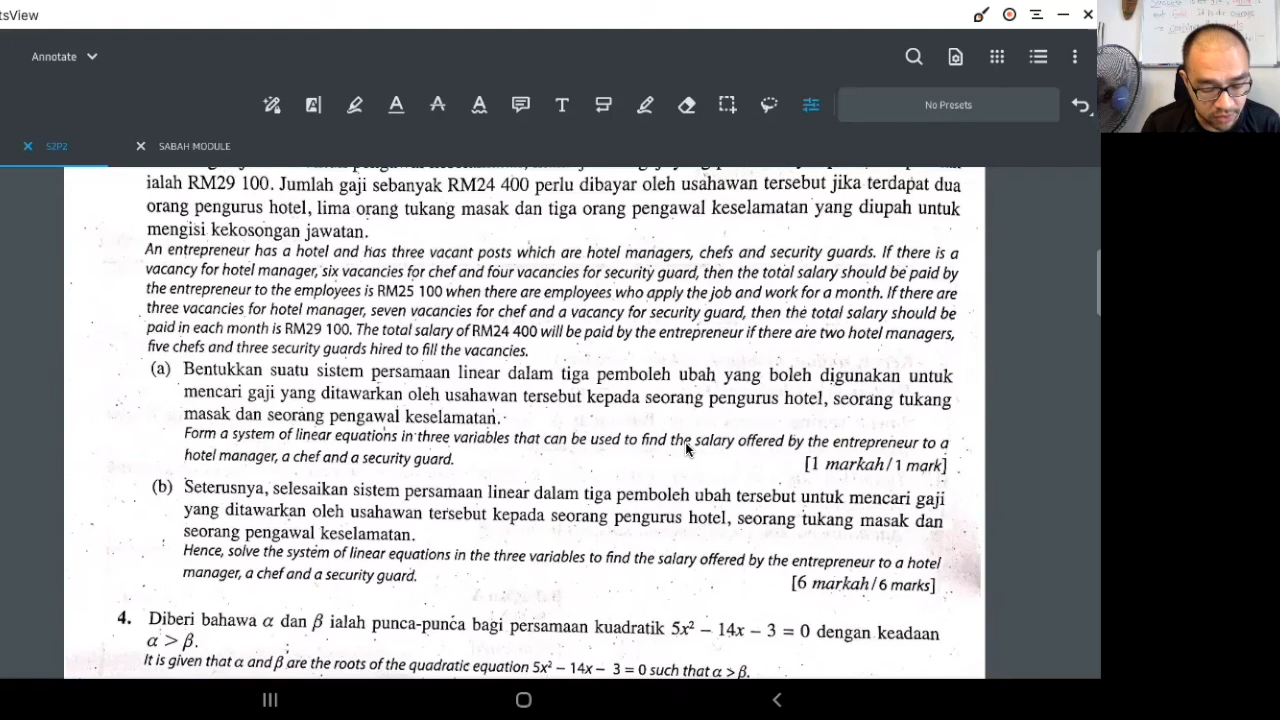 tsView
Annotate
No Presets
S2P2
SABAH MODULE
ialah RM29 100. Jumlah gaji sebanyak RM24 400 perlu dibayar oleh usahawan tersebut jika terdapat dua
orang pengurus hotel, lima orang tukang masak dan tiga orang pengawal keselamatan yang diupah untuk
mengisi kekosongan jawatan.
An entrepreneur has a hotel and has three vacant posts which are hotel managers, chefs and security guards. If there is a
vacancy for hotel manager, six vacancies for chef and four vacancies for security guard, then the total salary should be paid by
the entrepreneur to the employees is RM25 100 when there are employees who apply the job and work for a month. If there are
three vacancies for hotel manager, seven vacancies for chef and a vacancy for security guard, then the total salary should be
paid in each month is RM29 100. The total salary of RM24 400 will be paid by the entrepreneur if there are two hotel managers,
five chefs and three security guards hired to fill the vacancies.
(a) Bentukkan suatu sistem persamaan linear dalam tiga pemboleh ubah yang boleh digunakan untuk
mencari gaji yang ditawarkan oleh usahawan tersebut kepada seorang pengurus hotel, seorang tukang
masak dan seorang pengawal keselamatan.
Form a system of linear equations in three variables that can be used to find the salary offered by the entrepreneur to a
hotel manager, a chef and a security guard. [1 markah/1 mark]
(b) Seterusnya, selesaikan sistem persamaan linear dalam tiga pemboleh ubah tersebut untuk mencari gaji
yang ditawarkan oleh usahawan tersebut kepada seorang pengurus hotel, seorang tukang masak dan
seorang pengawal keselamatan.
Hence, solve the system of linear equations in the three variables to find the salary offered by the entrepreneur to a hotel
manager, a chef and a security guard. [6 markah/6 marks]
4. Diberi bahawa α dan β ialah punca-punca bagi persamaan kuadratik 5x² − 14x − 3 = 0 dengan keadaan
α > β.
It is given that α and β are the roots of the quadratic equation 5x² − 14x − 3 = 0 such that α > β.